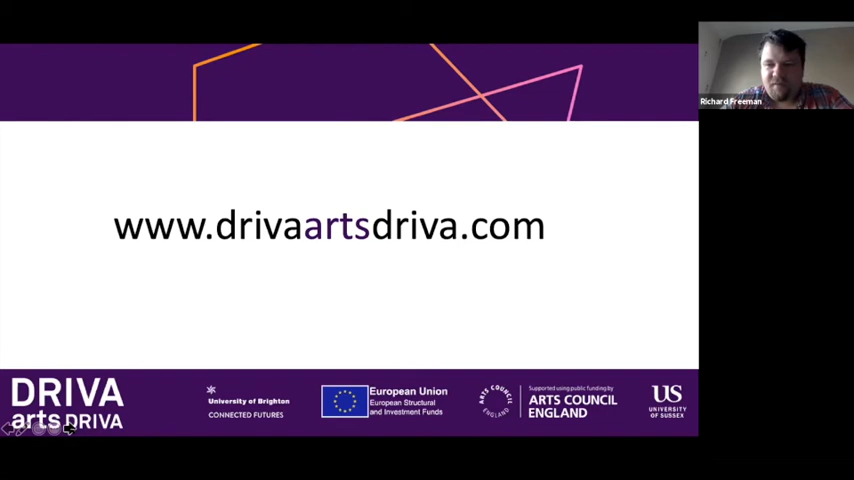 Richard Freeman
www.drivaartsdriva.com
DRIVA
arts DRIVA
University of Brighton
CONNECTED FUTURES
European Union
European Structural
and Investment Funds
ARTS COUNCIL
ENGLAND
Supported using public funding by
ARTS COUNCIL
ENGLAND
US
UNIVERSITY
OF SUSSEX